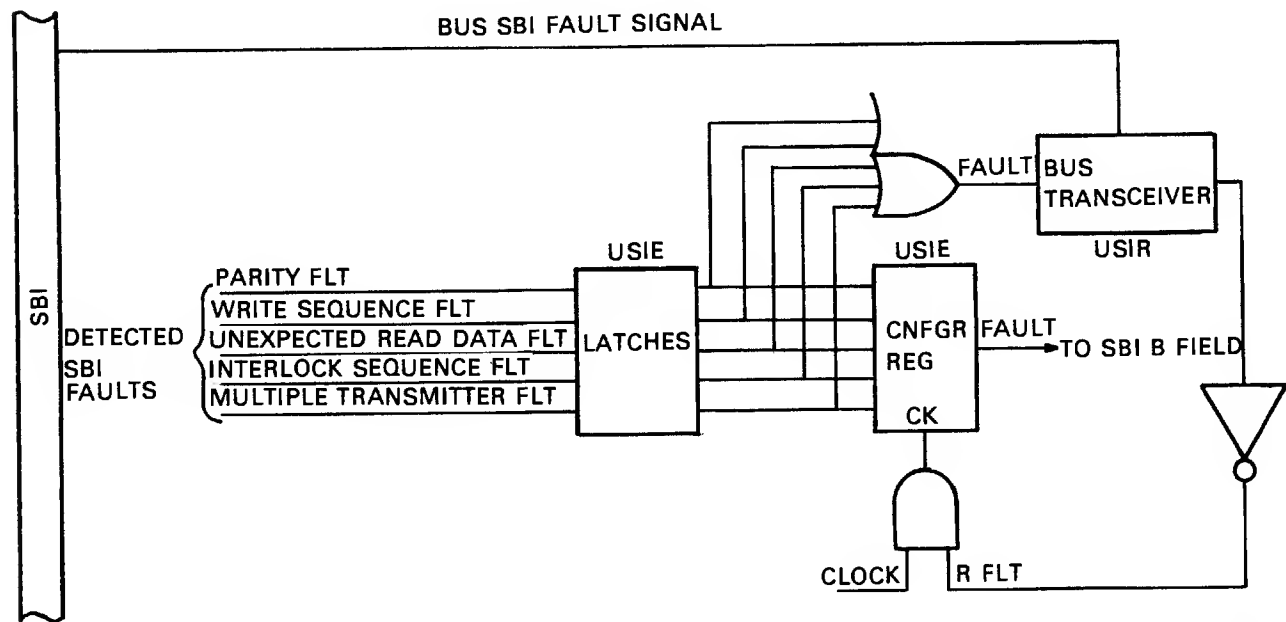 BUS SBI FAULT SIGNAL
FAULT
BUS
TRANSCEIVER
USIR
USIE
USIE
SBI
DETECTED
SBI
FAULTS
PARITY FLT
WRITE SEQUENCE FLT
UNEXPECTED READ DATA FLT
INTERLOCK SEQUENCE FLT
MULTIPLE TRANSMITTER FLT
LATCHES
CNFGR
REG
CK
FAULT
TO SBI B FIELD
CLOCK
R FLT